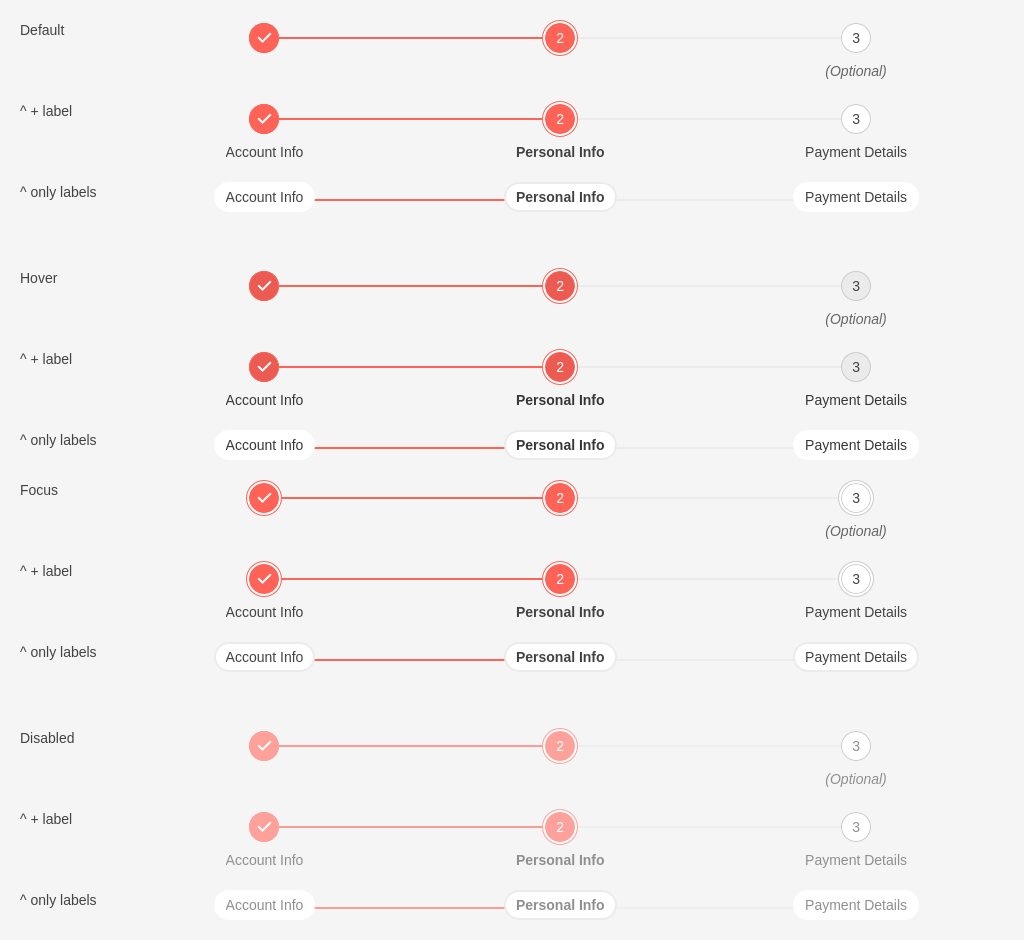 Default 2 3
(Optional)
^ + label 2 3
Account Info Personal Info Payment Details
^ only labels Account Info Personal Info Payment Details
Hover 2 3
(Optional)
^ + label 2 3
Account Info Personal Info Payment Details
^ only labels Account Info Personal Info Payment Details
Focus 2 3
(Optional)
^ + label 2 3
Account Info Personal Info Payment Details
^ only labels Account Info Personal Info Payment Details
Disabled 2 3
(Optional)
^ + label 2 3
Account Info Personal Info Payment Details
^ only labels Account Info Personal Info Payment Details